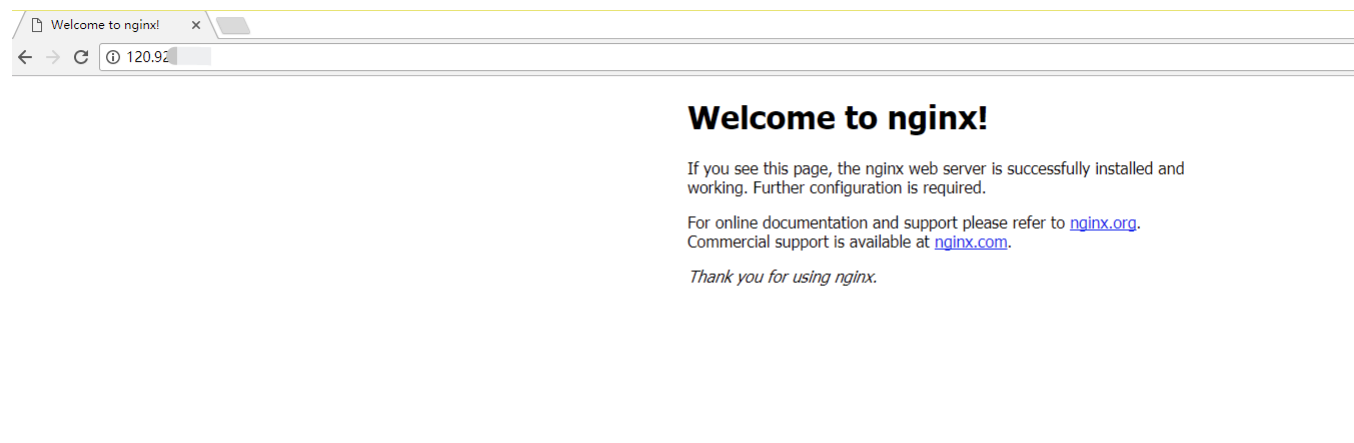 Welcome to nginx!
120.92
Welcome to nginx!
If you see this page, the nginx web server is successfully installed and
working. Further configuration is required.
For online documentation and support please refer to nginx.org.
Commercial support is available at nginx.com.
Thank you for using nginx.